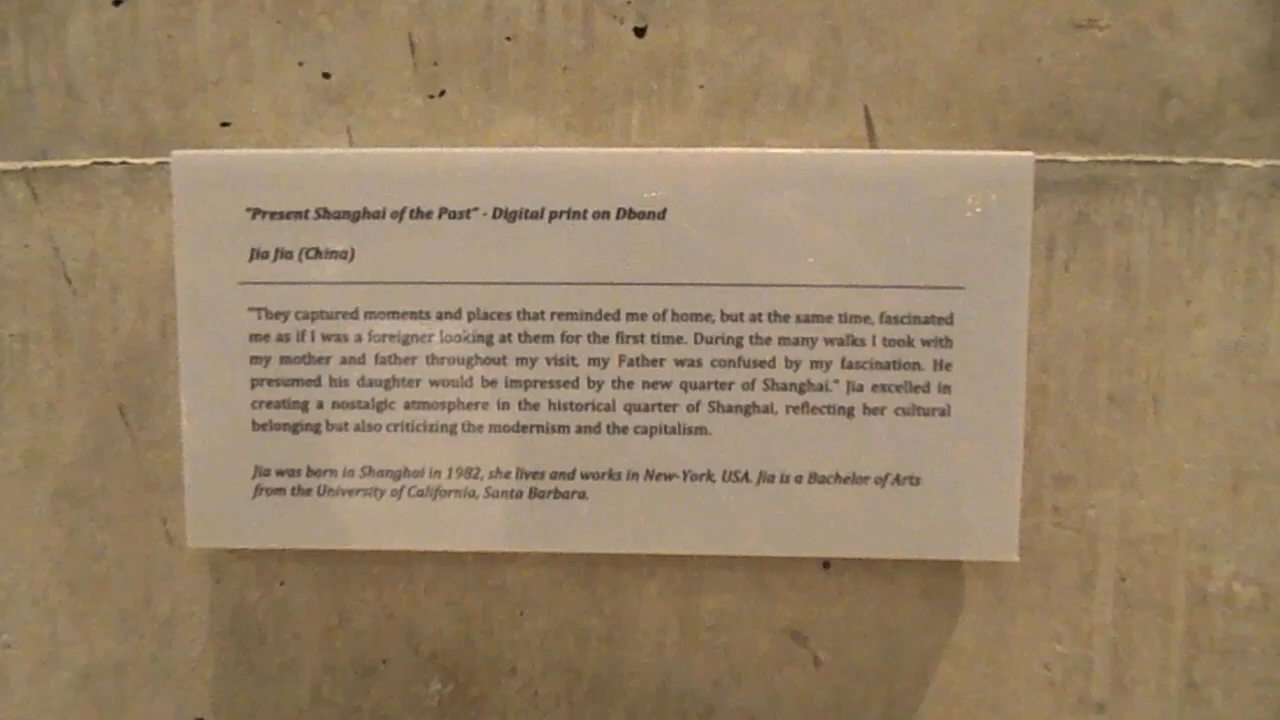 "Present Shanghai of the Past" - Digital print on Dbond
Jia Jia (China)
"They captured moments and places that reminded me of home, but at the same time, fascinated
me as if I was a foreigner looking at them for the first time. During the many walks I took with
my mother and father throughout my visit, my Father was confused by my fascination. He
presumed his daughter would be impressed by the new quarter of Shanghai." Jia excelled in
creating a nostalgic atmosphere in the historical quarter of Shanghai, reflecting her cultural
belonging but also criticizing the modernism and the capitalism.
Jia was born in Shanghai in 1982, she lives and works in New-York, USA. Jia is a Bachelor of Arts
from the University of California, Santa Barbara.